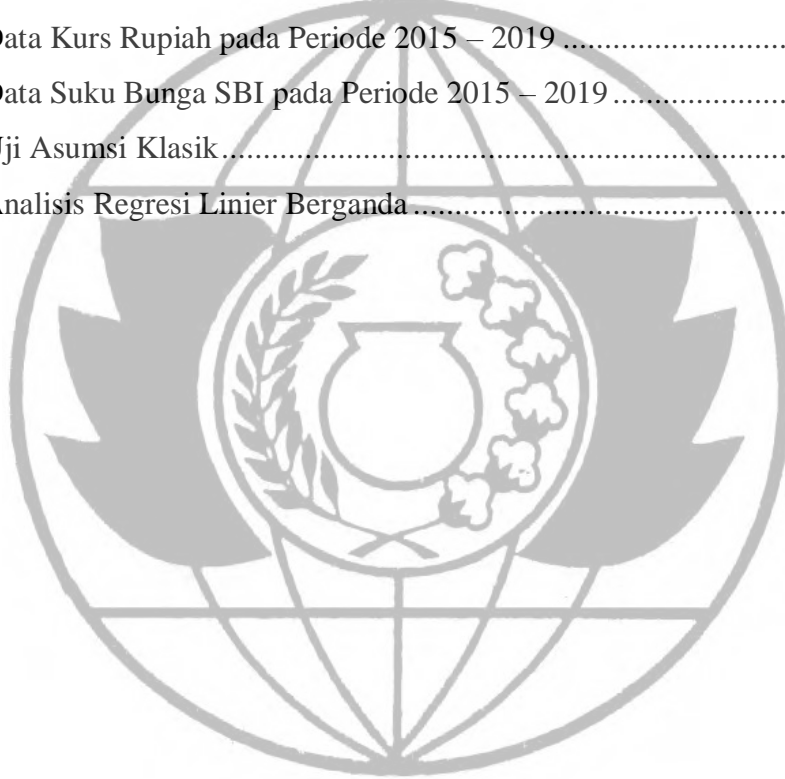 Data Kurs Rupiah pada Periode 2015 – 2019 ............................
Data Suku Bunga SBI pada Periode 2015 – 2019 .....................
Uji Asumsi Klasik .....................................................................
Analisis Regresi Linier Berganda .............................................